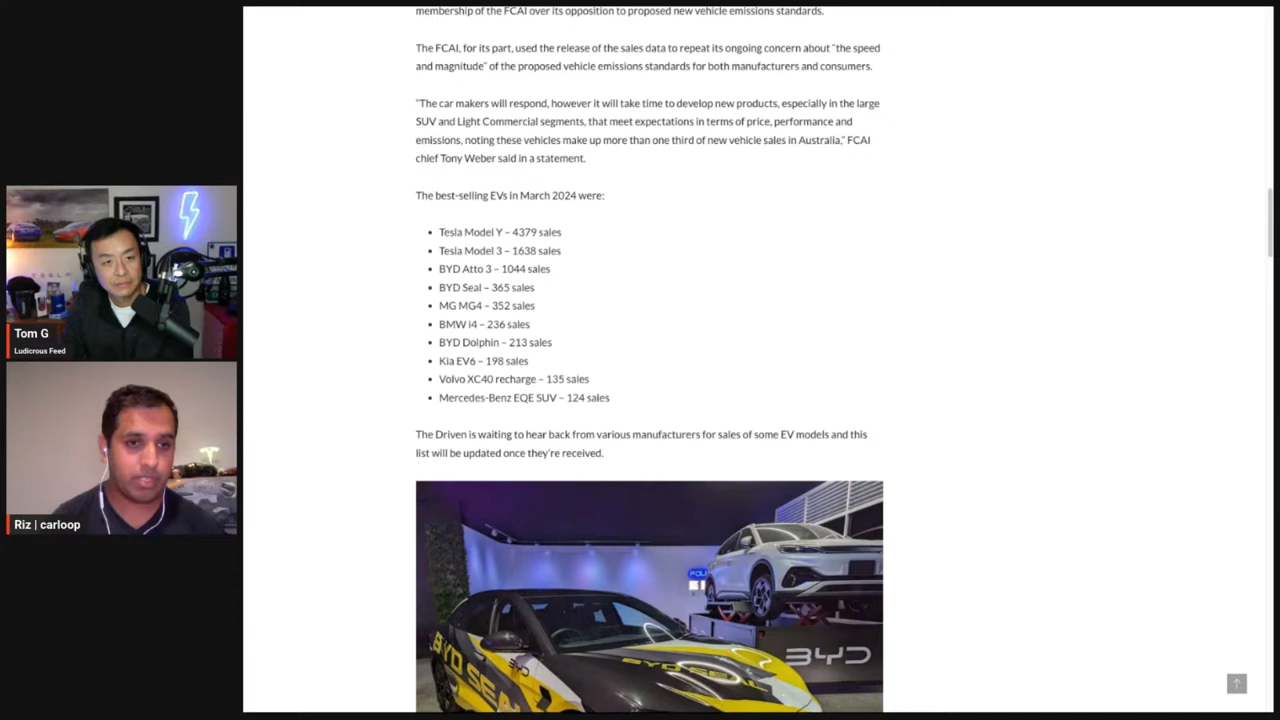 membership of the FCAI over its opposition to proposed new vehicle emissions standards.
The FCAI, for its part, used the release of the sales data to repeat its ongoing concern about "the speed
and magnitude" of the proposed vehicle emissions standards for both manufacturers and consumers.
"The car makers will respond, however it will take time to develop new products, especially in the large
SUV and Light Commercial segments, that meet expectations in terms of price, performance and
emissions, noting these vehicles make up more than one third of new vehicle sales in Australia," FCAI
chief Tony Weber said in a statement.
The best-selling EVs in March 2024 were:
• Tesla Model Y – 4379 sales
• Tesla Model 3 – 1638 sales
• BYD Atto 3 – 1044 sales
• BYD Seal – 365 sales
• MG MG4 – 352 sales
• BMW i4 – 236 sales
• BYD Dolphin – 213 sales
• Kia EV6 – 198 sales
• Volvo XC40 recharge – 135 sales
• Mercedes-Benz EQE SUV – 124 sales
The Driven is waiting to hear back from various manufacturers for sales of some EV models and this
list will be updated once they're received.
BYD
BYD SEAL
BYD SEAL
BYD
TESLA
Tom G
Ludicrous Feed
Riz | carloop